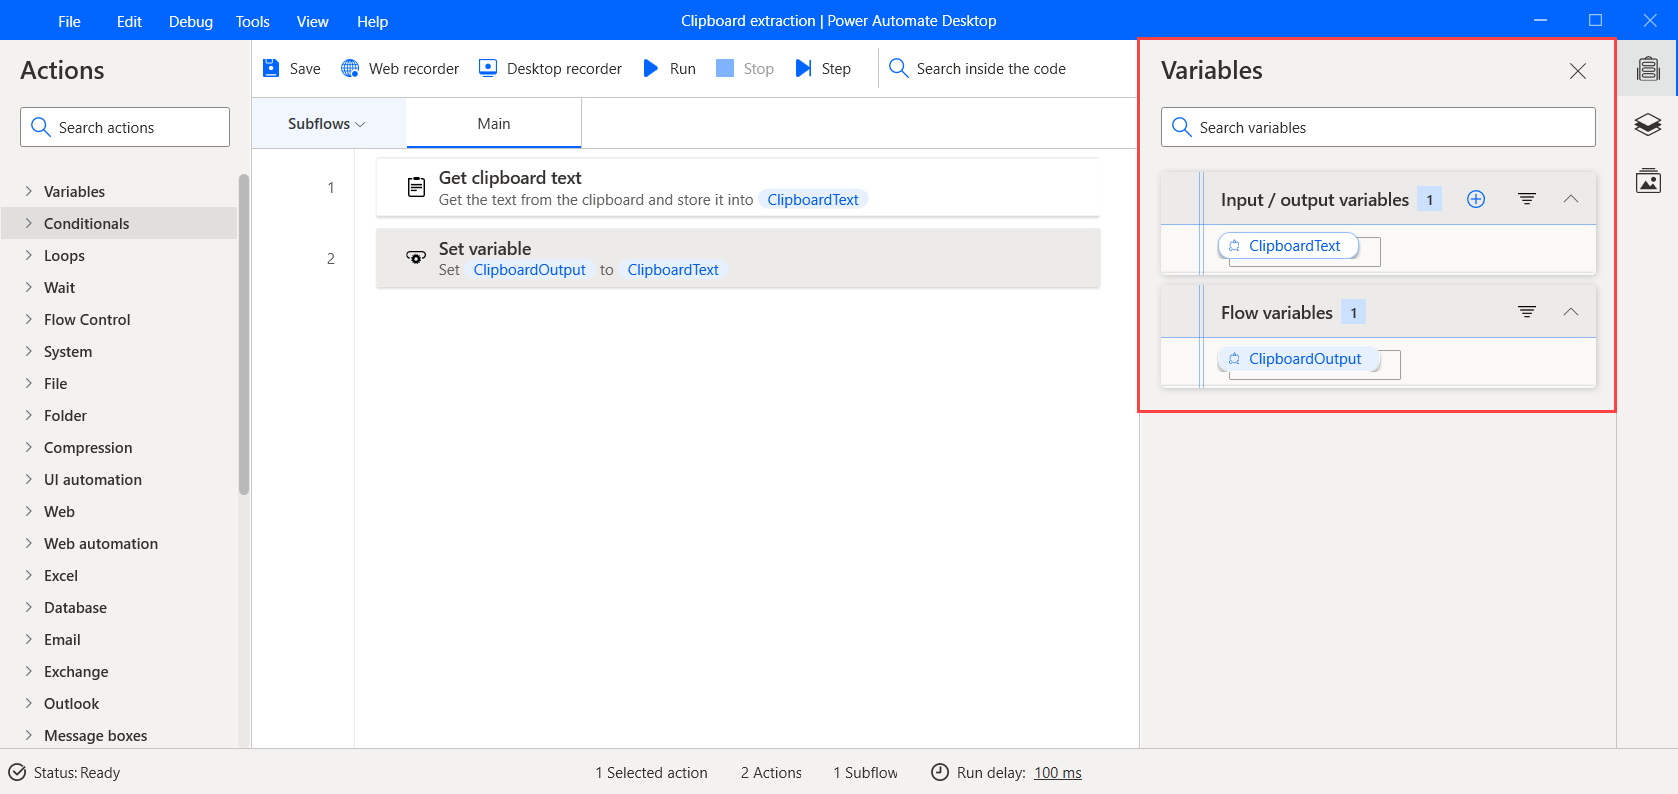 File Edit Debug Tools View Help Clipboard extraction | Power Automate Desktop
Actions
Search actions
Variables
Conditionals
Loops
Wait
Flow Control
System
File
Folder
Compression
UI automation
Web
Web automation
Excel
Database
Email
Exchange
Outlook
Message boxes
Save Web recorder Desktop recorder Run Stop Step Search inside the code
Subflows Main
1
Get clipboard text
Get the text from the clipboard and store it into ClipboardText
2
Set variable
Set ClipboardOutput to ClipboardText
Variables
Search variables
Input / output variables 1
ClipboardText
Flow variables 1
ClipboardOutput
Status: Ready 1 Selected action 2 Actions 1 Subflow Run delay: 100 ms